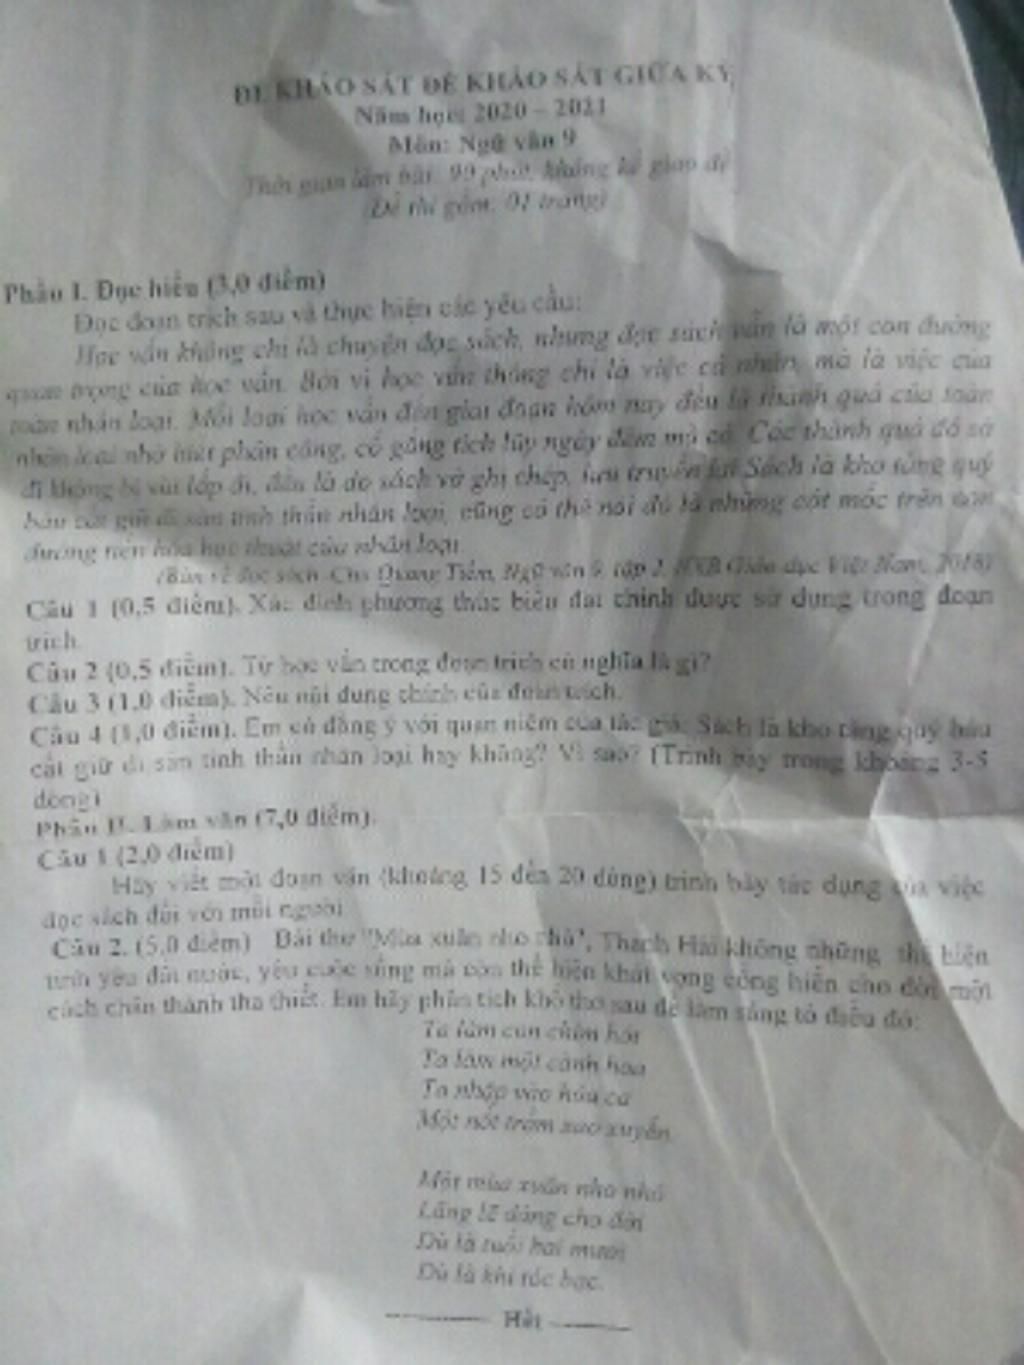 ĐỀ KHẢO SÁT ĐỀ KHẢO SÁT GIỮA KỲ
Năm học: 2020 – 2021
Môn: Ngữ văn 9
Thời gian làm bài: 90 phút, không kể giao đề
(Đề thi gồm: 01 trang)
Phần I. Đọc hiểu (3,0 điểm)
Đọc đoạn trích sau và thực hiện các yêu cầu:
Học vấn không chỉ là chuyện đọc sách, nhưng đọc sách vẫn là một con đường
quan trọng của học vấn. Bởi vì học vấn không chỉ là việc cá nhân, mà là việc của
toàn nhân loại. Mỗi loại học vấn đến giai đoạn hôm nay đều là thành quả của toàn
nhân loại nhờ biết phân công, cố gắng tích lũy ngày đêm mà có. Các thành quả đó sở
dĩ không bị vùi lấp đi, đều là do sách vở ghi chép, lưu truyền lại. Sách là kho tàng quý
báu cất giữ di sản tinh thần nhân loại, cũng có thể nói đó là những cột mốc trên con
đường tiến hóa học thuật của nhân loại.
(Bàn về đọc sách -Chu Quang Tiềm, Ngữ văn 9, tập 2, NXB Giáo dục Việt Nam, 2018)
Câu 1 (0,5 điểm). Xác định phương thức biểu đạt chính được sử dụng trong đoạn
trích.
Câu 2 (0,5 điểm). Từ học vấn trong đoạn trích có nghĩa là gì?
Câu 3 (1,0 điểm). Nêu nội dung chính của đoạn trích.
Câu 4 (1,0 điểm). Em có đồng ý với quan niệm của tác giả: Sách là kho tàng quý báu
cất giữ di sản tinh thần nhân loại hay không? Vì sao? (Trình bày trong khoảng 3-5
dòng)
Phần II. Làm văn (7,0 điểm).
Câu 1 (2,0 điểm)
Hãy viết một đoạn văn (khoảng 15 đến 20 dòng) trình bày tác dụng của việc
đọc sách đối với mỗi người
Câu 2. (5,0 điểm) Bài thơ "Mùa xuân nho nhỏ", Thanh Hải không những thể hiện
tình yêu đất nước, yêu cuộc sống mà còn thể hiện khát vọng cống hiến cho đời một
cách chân thành tha thiết. Em hãy phân tích khổ thơ sau để làm sáng tỏ điều đó:
Ta làm con chim hót
Ta làm một cành hoa
Ta nhập vào hòa ca
Một nốt trầm xao xuyến.
Một mùa xuân nho nhỏ
Lặng lẽ dâng cho đời
Dù là tuổi hai mươi
Dù là khi tóc bạc.
Hết